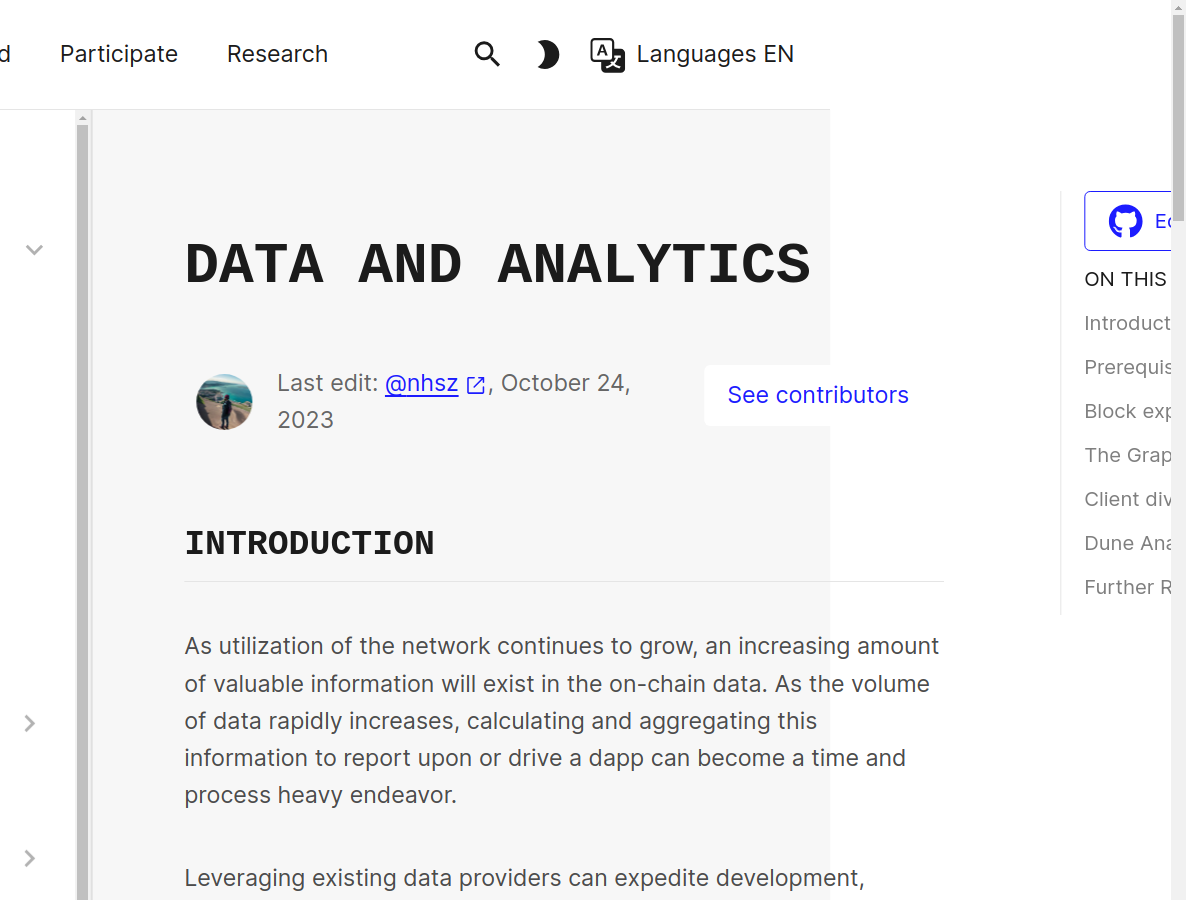 Participate
Research
Languages EN
DATA AND ANALYTICS
Last edit: @nhsz, October 24,
2023
See contributors
INTRODUCTION
As utilization of the network continues to grow, an increasing amount
of valuable information will exist in the on-chain data. As the volume
of data rapidly increases, calculating and aggregating this
information to report upon or drive a dapp can become a time and
process heavy endeavor.
Leveraging existing data providers can expedite development,
ON THIS
Introduct
Prerequis
Block exp
The Grap
Client div
Dune Ana
Further R